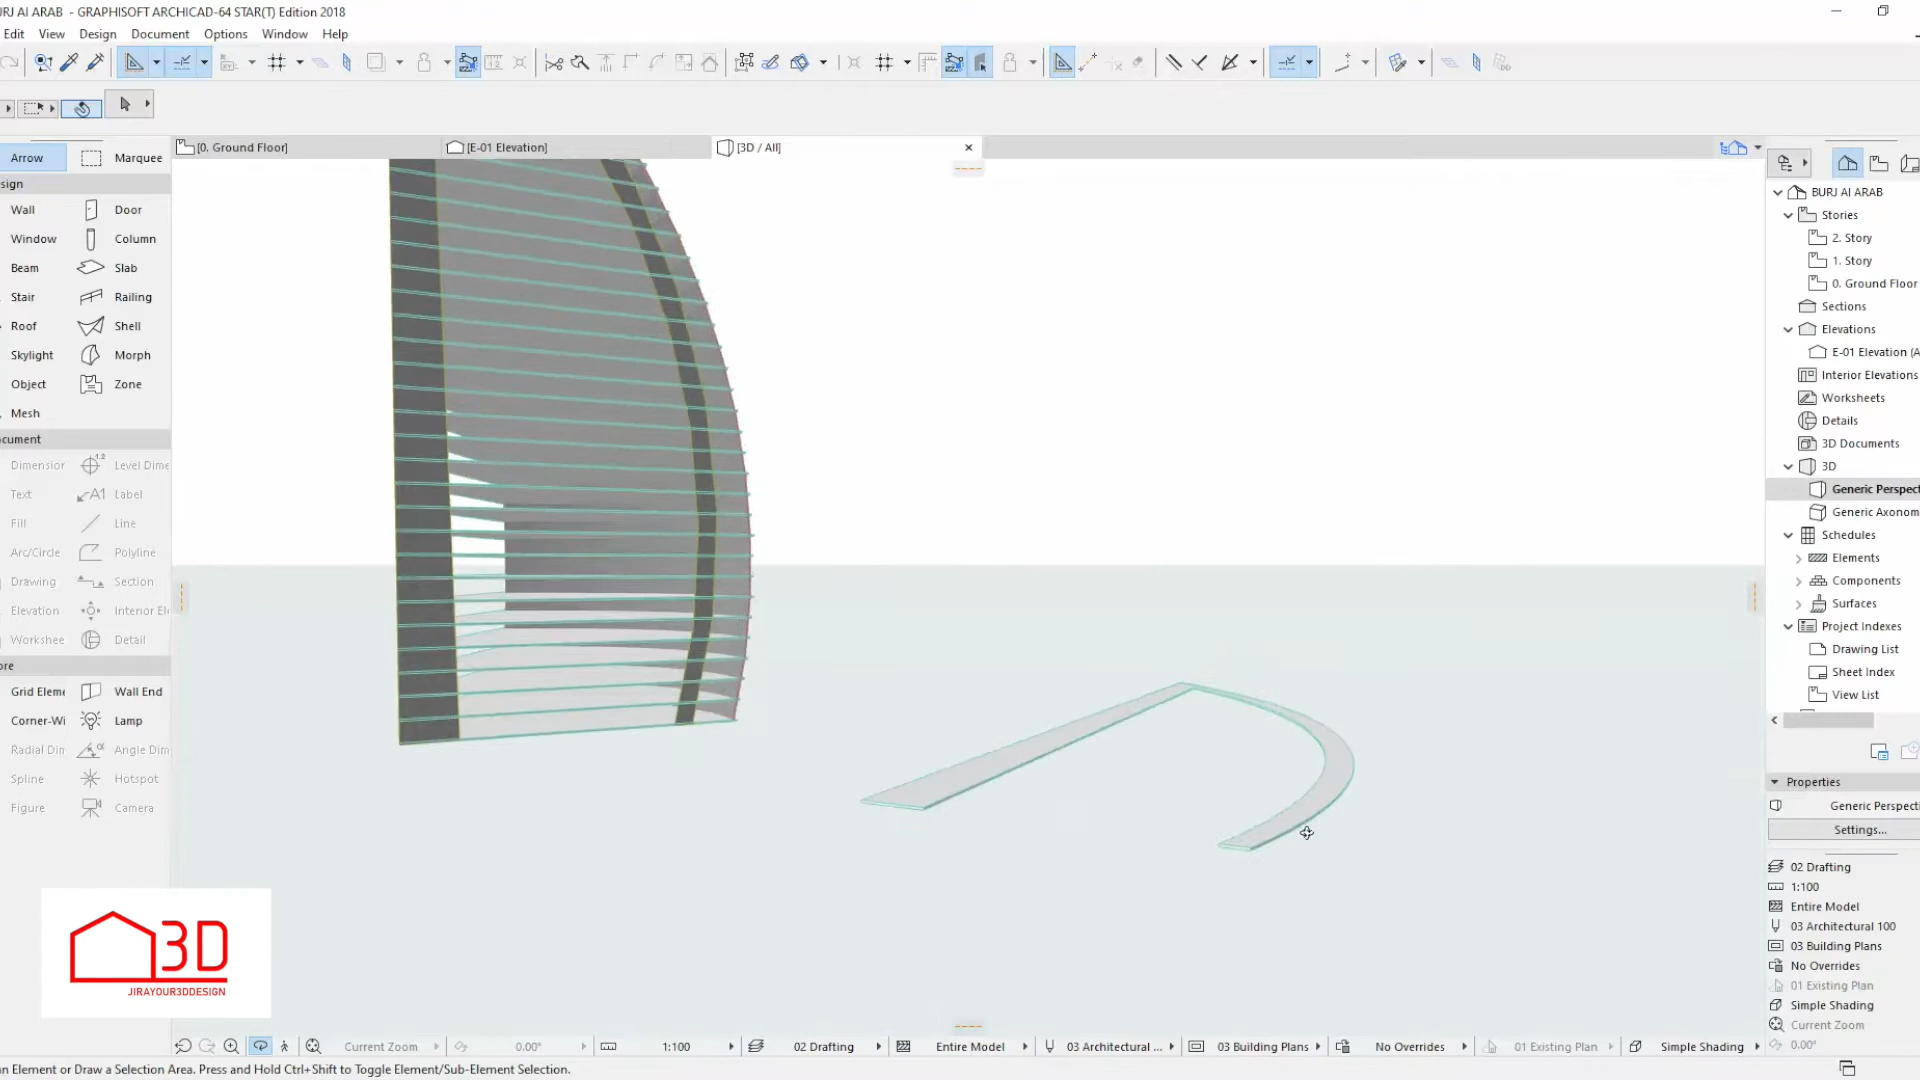 URJ AI ARAB - GRAPHISOFT ARCHICAD-64 STAR(T) Edition 2018
Edit View Design Document Options Window Help
[0. Ground Floor] [E-01 Elevation] [3D / All]
Arrow Marquee
sign
Wall Door
Window Column
Beam Slab
Stair Railing
Roof Shell
Skylight Morph
Object Zone
Mesh
cument
Dimension Level Dime
Text A1 Label
Fill Line
Arc/Circle Polyline
Drawing Section
Elevation Interior Ele
Workshee Detail
ore
Grid Eleme Wall End
Corner-Wi Lamp
Radial Din Angle Dim
Spline Hotspot
Figure Camera
BURJ AI ARAB
Stories
2. Story
1. Story
0. Ground Floor
Sections
Elevations
E-01 Elevation (A
Interior Elevations
Worksheets
Details
3D Documents
3D
Generic Perspect
Generic Axonom
Schedules
Elements
Components
Surfaces
Project Indexes
Drawing List
Sheet Index
View List
Properties
Generic Perspecti
Settings...
02 Drafting
1:100
Entire Model
03 Architectural 100
03 Building Plans
No Overrides
01 Existing Plan
Simple Shading
Current Zoom
0.00°
3D
JIRAYOUR3DDESIGN
Current Zoom 0.00° 1:100 02 Drafting Entire Model 03 Architectural ... 03 Building Plans No Overrides 01 Existing Plan Simple Shading
n Element or Draw a Selection Area. Press and Hold Ctrl+Shift to Toggle Element/Sub-Element Selection.